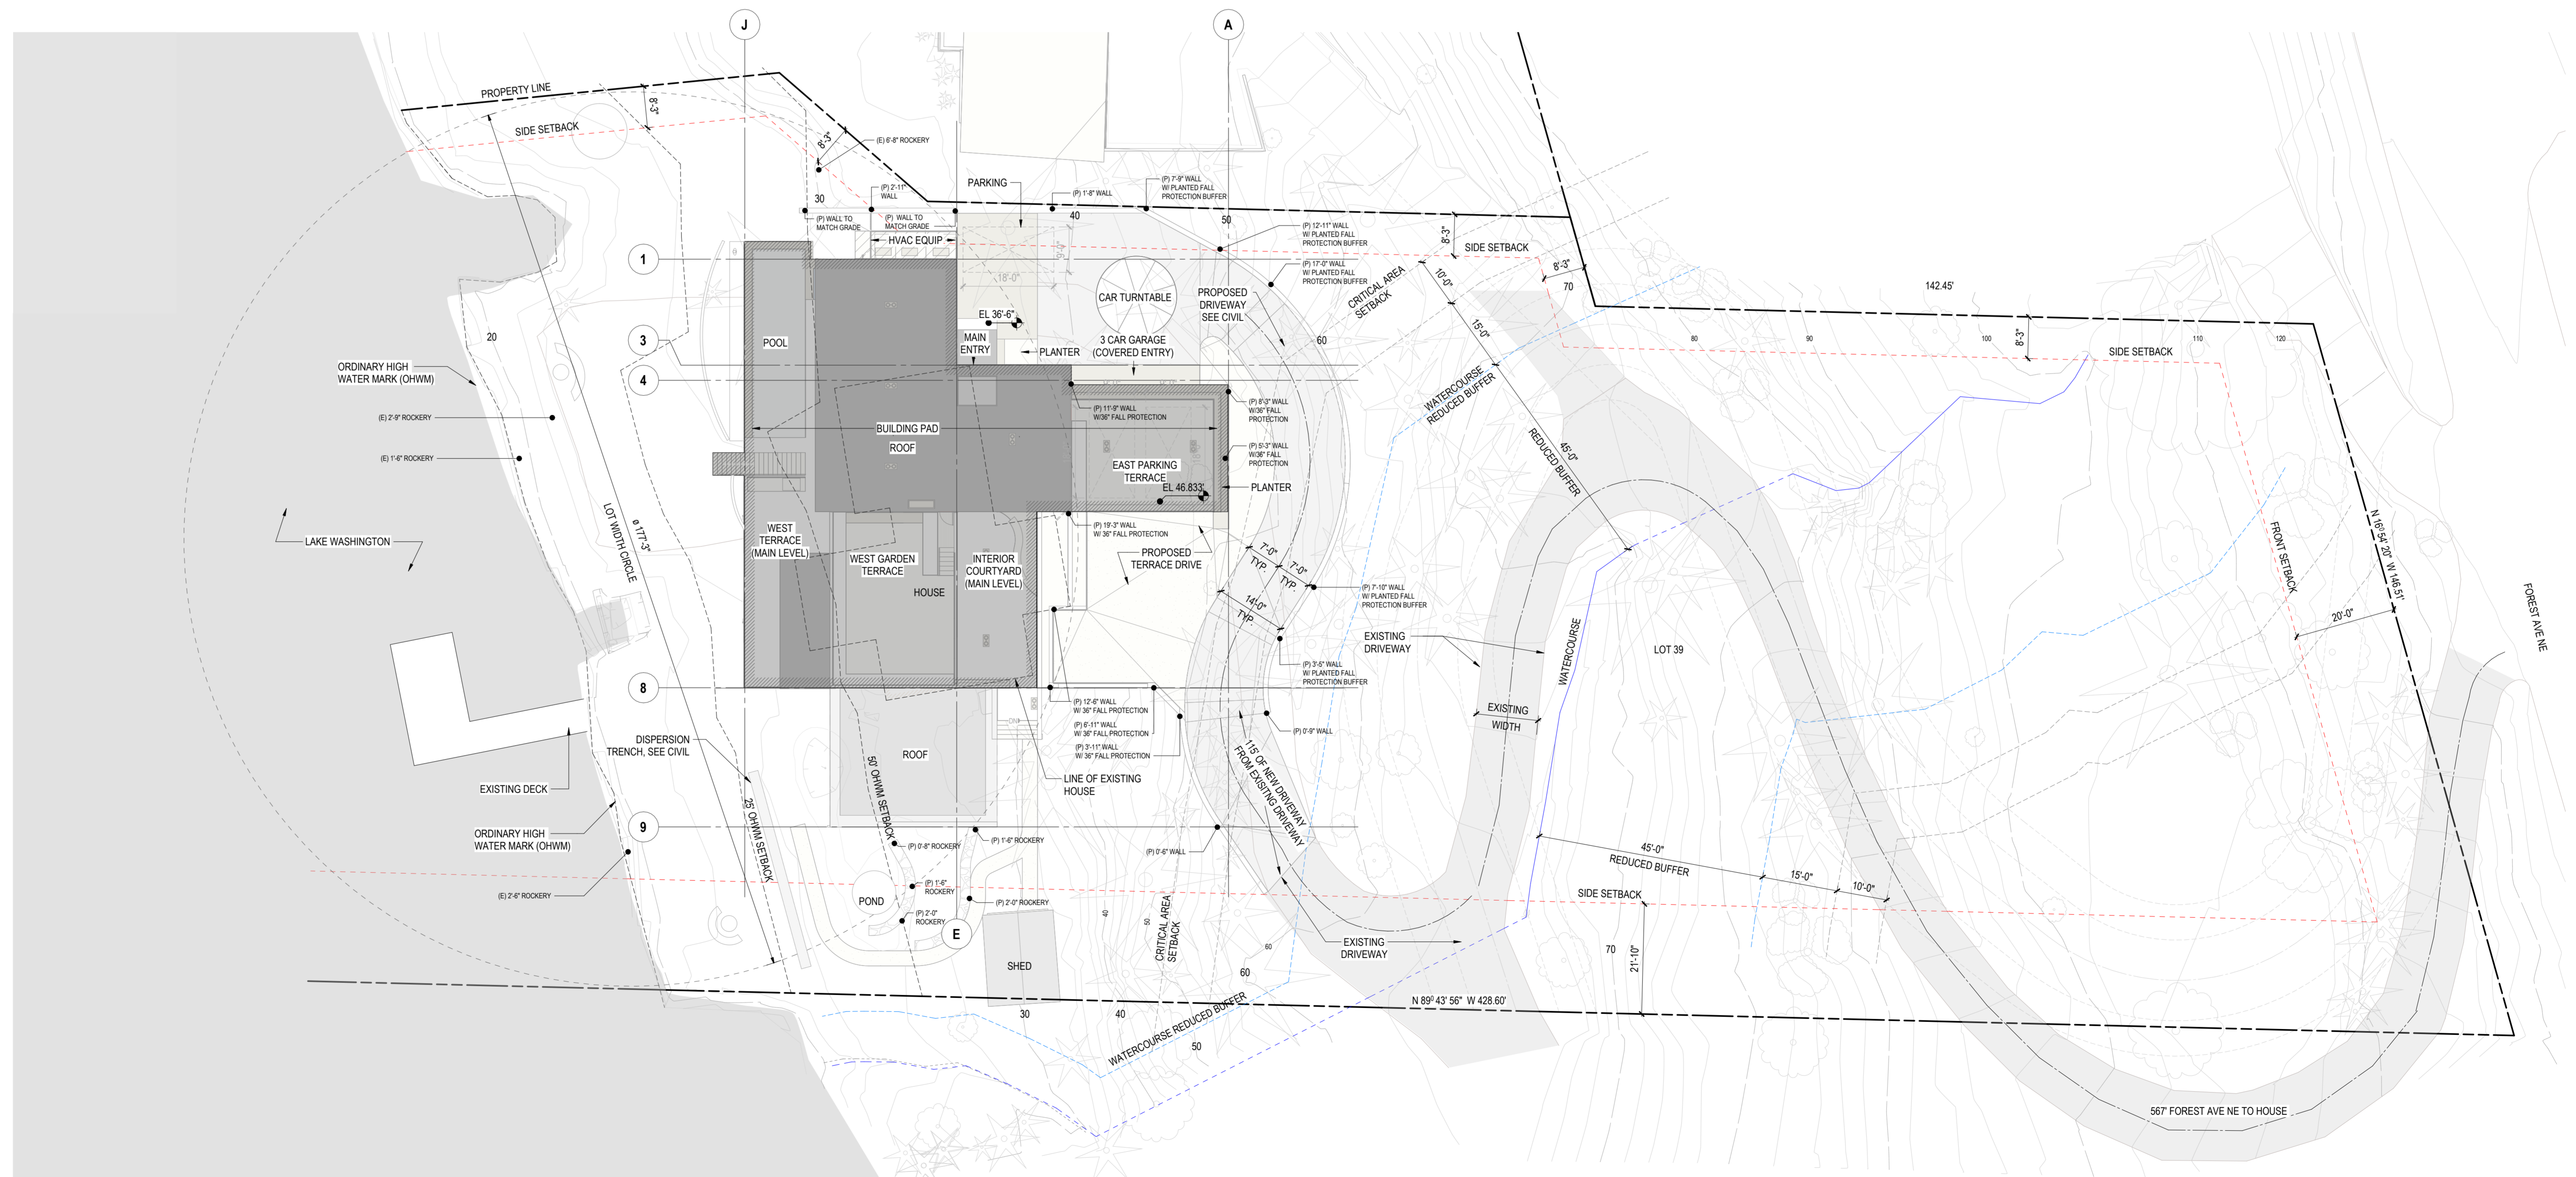 J
A
PROPERTY LINE
8'-3"
SIDE SETBACK
8'-3"
(E) 6'-8" ROCKERY
30
(P) 2'-11"
WALL
(P) WALL TO
MATCH GRADE
(P) WALL TO
MATCH GRADE
HVAC EQUIP
PARKING
(P) 1'-8" WALL
40
(P) 7'-9" WALL
W/ PLANTED FALL
PROTECTION BUFFER
50
(P) 12'-11" WALL
W/ PLANTED FALL
PROTECTION BUFFER
(P) 17'-0" WALL
W/ PLANTED FALL
PROTECTION BUFFER
8'-3"
SIDE SETBACK
8'-3"
70
142.45'
8'-3"
SIDE SETBACK
80
90
100
110
120
1
3
4
8
9
E
18'-0"
CAR TURNTABLE
PROPOSED
DRIVEWAY
SEE CIVIL
CRITICAL AREA
SETBACK
10'-0"
15'-0"
60
EL 36'-6"
MAIN
ENTRY
PLANTER
3 CAR GARAGE
(COVERED ENTRY)
POOL
20
ORDINARY HIGH
WATER MARK (OHWM)
(E) 2'-9" ROCKERY
(E) 1'-6" ROCKERY
WATERCOURSE
REDUCED BUFFER
45'-0"
REDUCED BUFFER
(P) 11'-9" WALL
W/36" FALL PROTECTION
(P) 8'-3" WALL
W/36" FALL
PROTECTION
(P) 5'-3" WALL
W/36" FALL
PROTECTION
BUILDING PAD
ROOF
EAST PARKING
TERRACE
EL 46.833'
PLANTER
LAKE WASHINGTON
LOT WIDTH CIRCLE
ø 177'-3"
WEST
TERRACE
(MAIN LEVEL)
WEST GARDEN
TERRACE
INTERIOR
COURTYARD
(MAIN LEVEL)
HOUSE
(P) 19'-3" WALL
W/ 36" FALL PROTECTION
PROPOSED
TERRACE DRIVE
7'-0"
TYP.
7'-0"
TYP.
14'-0"
TYP.
(P) 7'-10" WALL
W/ PLANTED FALL
PROTECTION BUFFER
EXISTING
DRIVEWAY
WATERCOURSE
LOT 39
FRONT SETBACK
N 16⁰ 54' 20" W 146.51'
20'-0"
FOREST AVE NE
(P) 3'-5" WALL
W/ PLANTED FALL
PROTECTION BUFFER
(P) 12'-6" WALL
W/ 36" FALL PROTECTION
(P) 6'-11" WALL
W/ 36" FALL PROTECTION
(P) 3'-11" WALL
W/ 36" FALL PROTECTION
(P) 0'-9" WALL
EXISTING
WIDTH
DN
DISPERSION
TRENCH, SEE CIVIL
ROOF
LINE OF EXISTING
HOUSE
115' OF NEW DRIVEWAY
FROM EXISITNG DRIVEWAY
EXISTING DECK
50' OHWM SETBACK
25' OHWM SETBACK
ORDINARY HIGH
WATER MARK (OHWM)
(E) 2'-6" ROCKERY
(P) 1'-6" ROCKERY
(P) 0'-8" ROCKERY
(P) 1'-6"
ROCKERY
(P) 2'-0" ROCKERY
(P) 2'-0"
ROCKERY
POND
SHED
(P) 0'-6" WALL
40
50
60
CRITICAL AREA
SETBACK
EXISTING
DRIVEWAY
45'-0"
REDUCED BUFFER
15'-0"
10'-0"
SIDE SETBACK
70
21'-10"
60
N 89⁰ 43' 56" W 428.60'
30
40
WATERCOURSE REDUCED BUFFER
50
567' FOREST AVE NE TO HOUSE